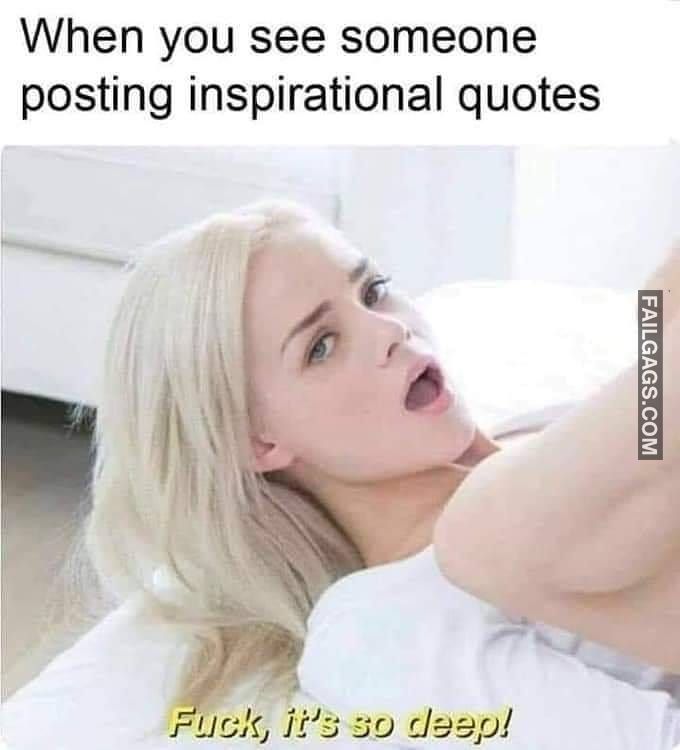 When you see someone
posting inspirational quotes
FAILGAGS.COM
Fuck, it's so deep!